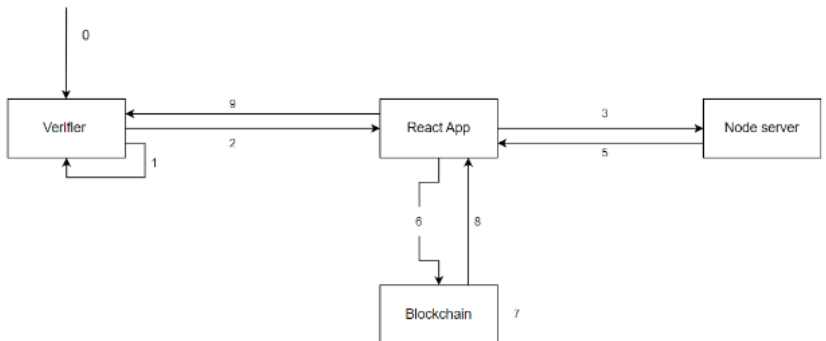 0
Verifier
9
2
1
React App
3
5
Node server
6
8
Blockchain
7